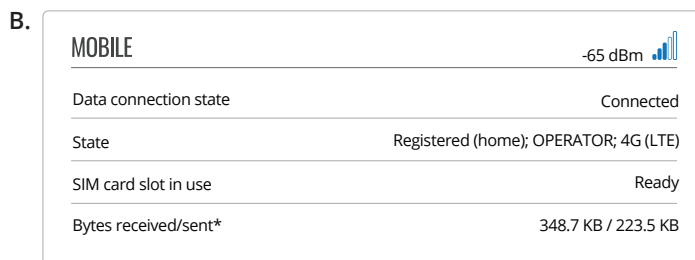 B.
MOBILE -65 dBm
Data connection state Connected
State Registered (home); OPERATOR; 4G (LTE)
SIM card slot in use Ready
Bytes received/sent* 348.7 KB / 223.5 KB